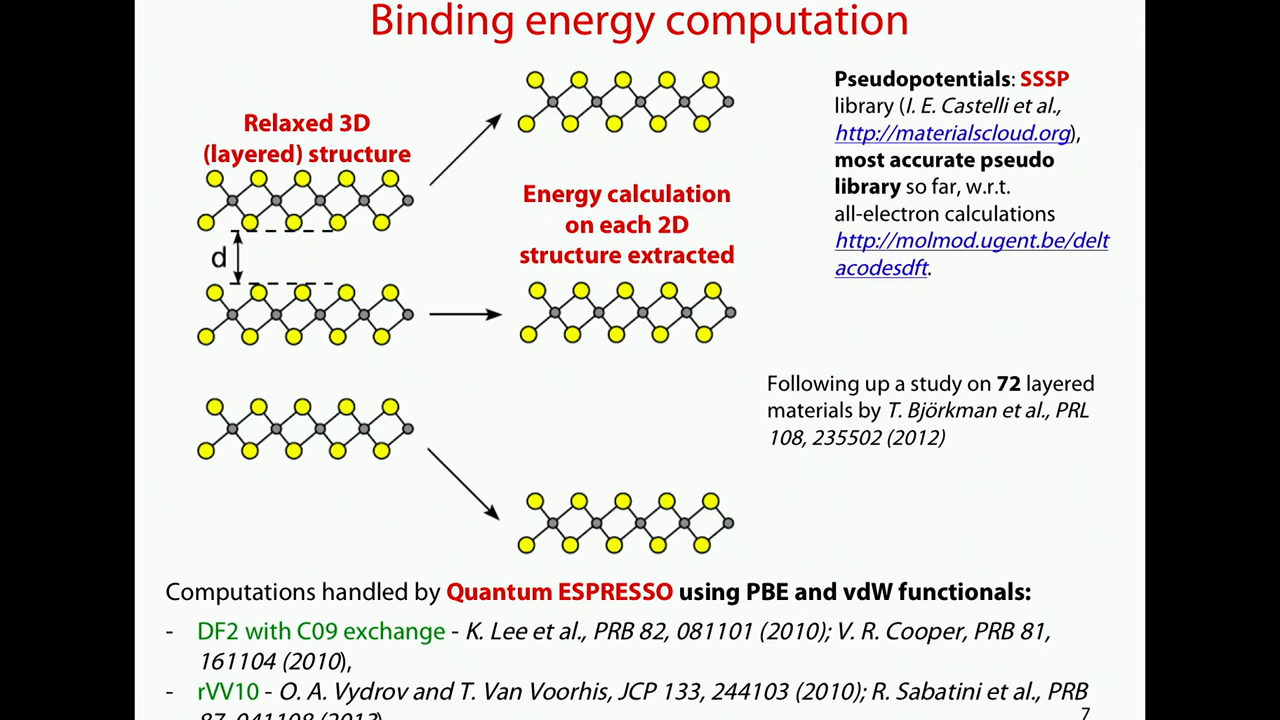 Binding energy computation
Relaxed 3D
(layered) structure
d
Energy calculation
on each 2D
structure extracted
Pseudopotentials: SSSP
library (I. E. Castelli et al.,
http://materialscloud.org),
most accurate pseudo
library so far, w.r.t.
all-electron calculations
http://molmod.ugent.be/delt
acodesdft.
Following up a study on 72 layered
materials by T. Björkman et al., PRL
108, 235502 (2012)
Computations handled by Quantum ESPRESSO using PBE and vdW functionals:
- DF2 with C09 exchange - K. Lee et al., PRB 82, 081101 (2010); V. R. Cooper, PRB 81,
161104 (2010),
- rVV10 - O. A. Vydrov and T. Van Voorhis, JCP 133, 244103 (2010); R. Sabatini et al., PRB
87, 041108 (2013)
7